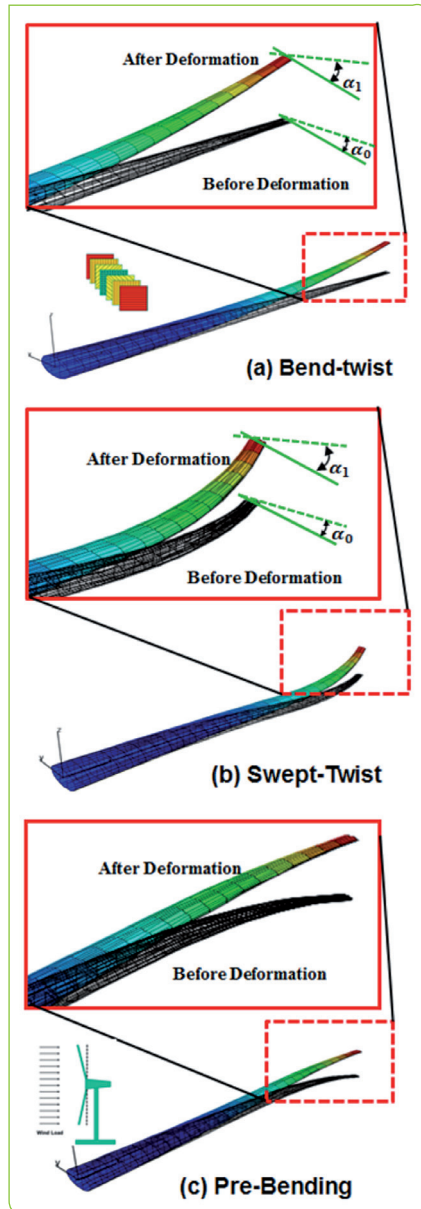 After Deformation
α₁
α₀
Before Deformation
(a) Bend-twist
After Deformation
α₁
α₀
Before Deformation
z
y
(b) Swept-Twist
After Deformation
Before Deformation
Wind Load
y
z
(c) Pre-Bending